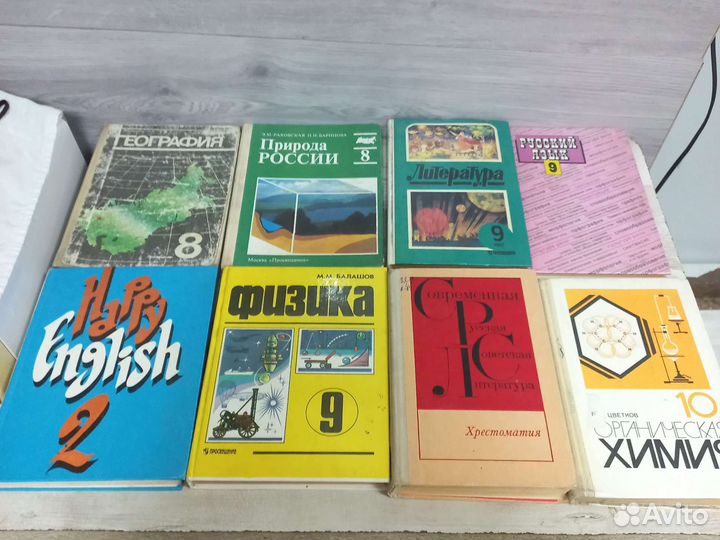 ГЕОГРАФИЯ
8
Э.М. РАКОВСКАЯ Н.И. БАРИНОВА
Природа
РОССИИ
8
Москва «Просвещение»
Литература
9
РУССКИЙ
ЯЗЫК
9
Happy
English
2
М.М. БАЛАШОВ
физика
9
ПРОСВЕЩЕНИЕ
Современная
Русская
Советская
Литература
Хрестоматия
ЦВЕТКОВ
10
ОРГАНИЧЕСКАЯ
ХИМИЯ
Avito